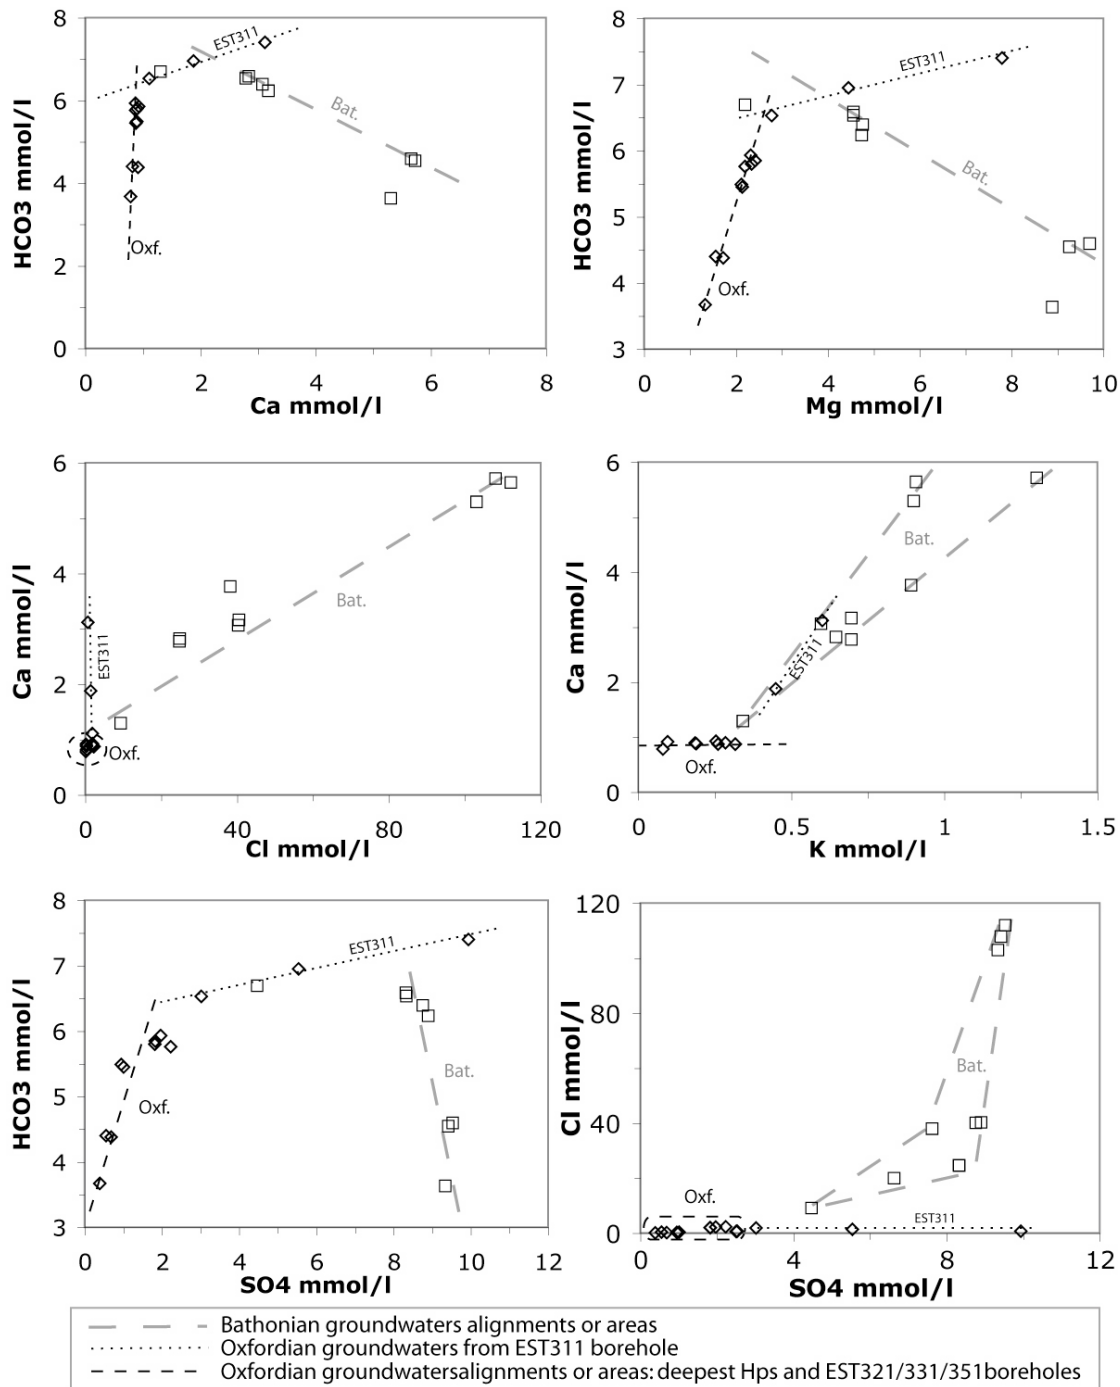 8
6
4
2
0
HCO3 mmol/l
EST311
Bat.
Oxf.
0 2 4 6 8
Ca mmol/l
8
7
6
5
4
3
HCO3 mmol/l
EST311
Bat.
Oxf.
0 2 4 6 8 10
Mg mmol/l
6
4
2
0
Ca mmol/l
EST311
Bat.
Oxf.
0 40 80 120
Cl mmol/l
6
4
2
0
Ca mmol/l
Bat.
EST311
Oxf.
0 0.5 1 1.5
K mmol/l
8
7
6
5
4
3
HCO3 mmol/l
EST311
Bat.
Oxf.
0 2 4 6 8 10 12
SO4 mmol/l
120
80
40
0
Cl mmol/l
Bat.
Oxf.
EST311
0 4 8 12
SO4 mmol/l
Bathonian groundwaters alignments or areas
Oxfordian groundwaters from EST311 borehole
Oxfordian groundwatersalignments or areas: deepest Hps and EST321/331/351boreholes